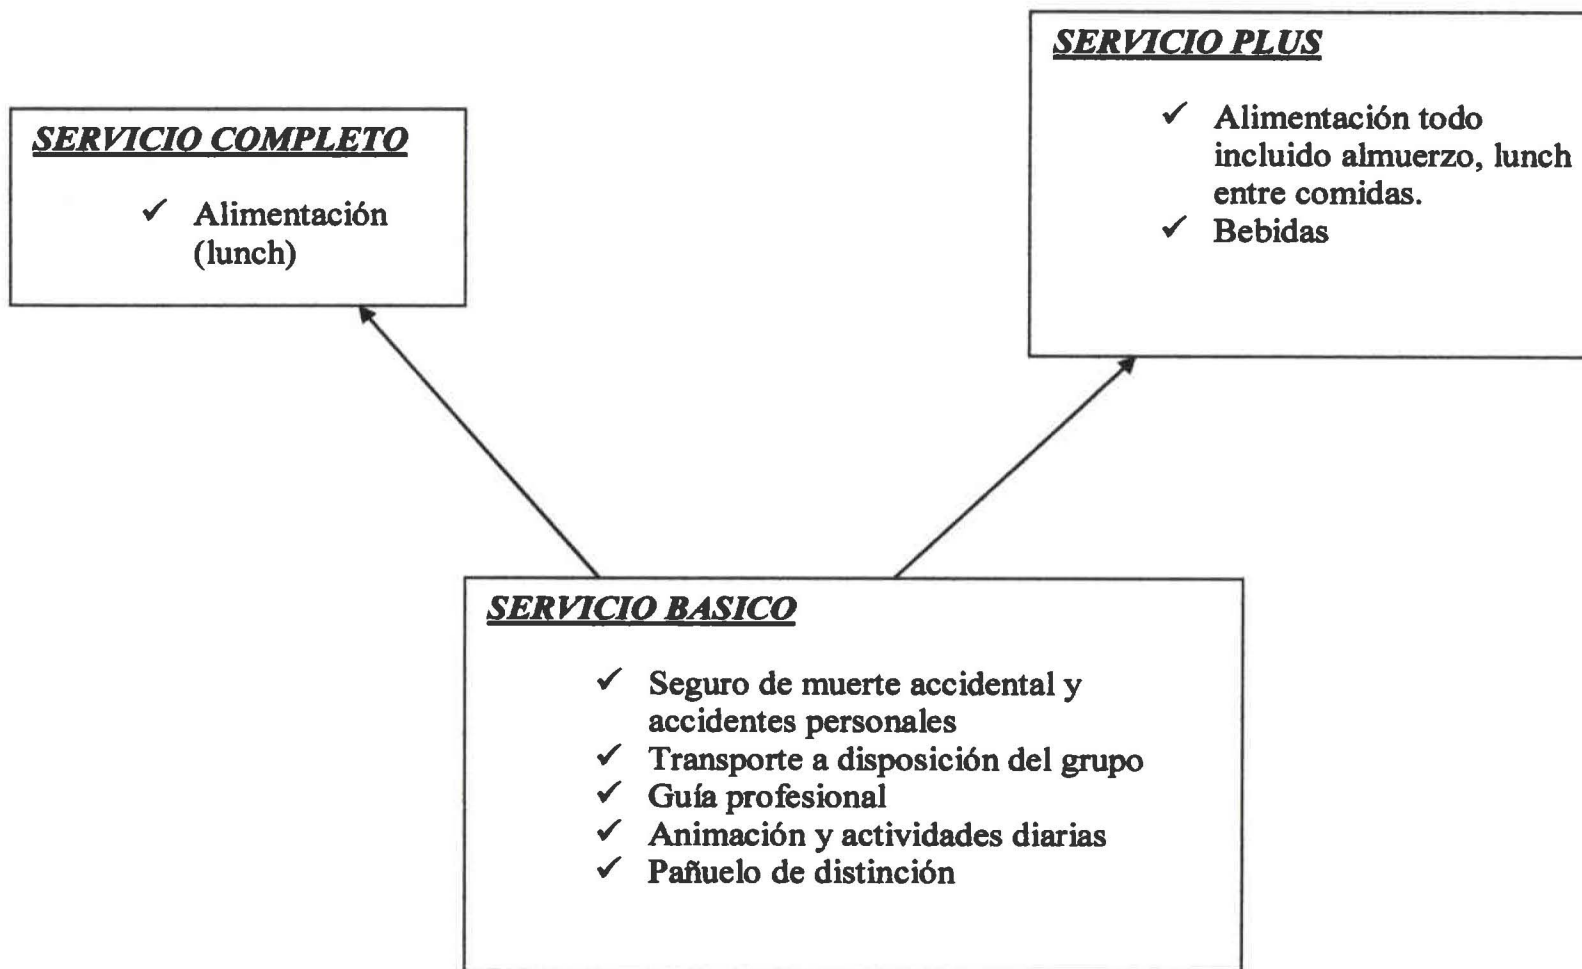 SERVICIO PLUS
✓ Alimentación todo
incluido almuerzo, lunch
entre comidas.
✓ Bebidas
SERVICIO COMPLETO
✓ Alimentación
(lunch)
SERVICIO BASICO
✓ Seguro de muerte accidental y
accidentes personales
✓ Transporte a disposición del grupo
✓ Guía profesional
✓ Animación y actividades diarias
✓ Pañuelo de distinción